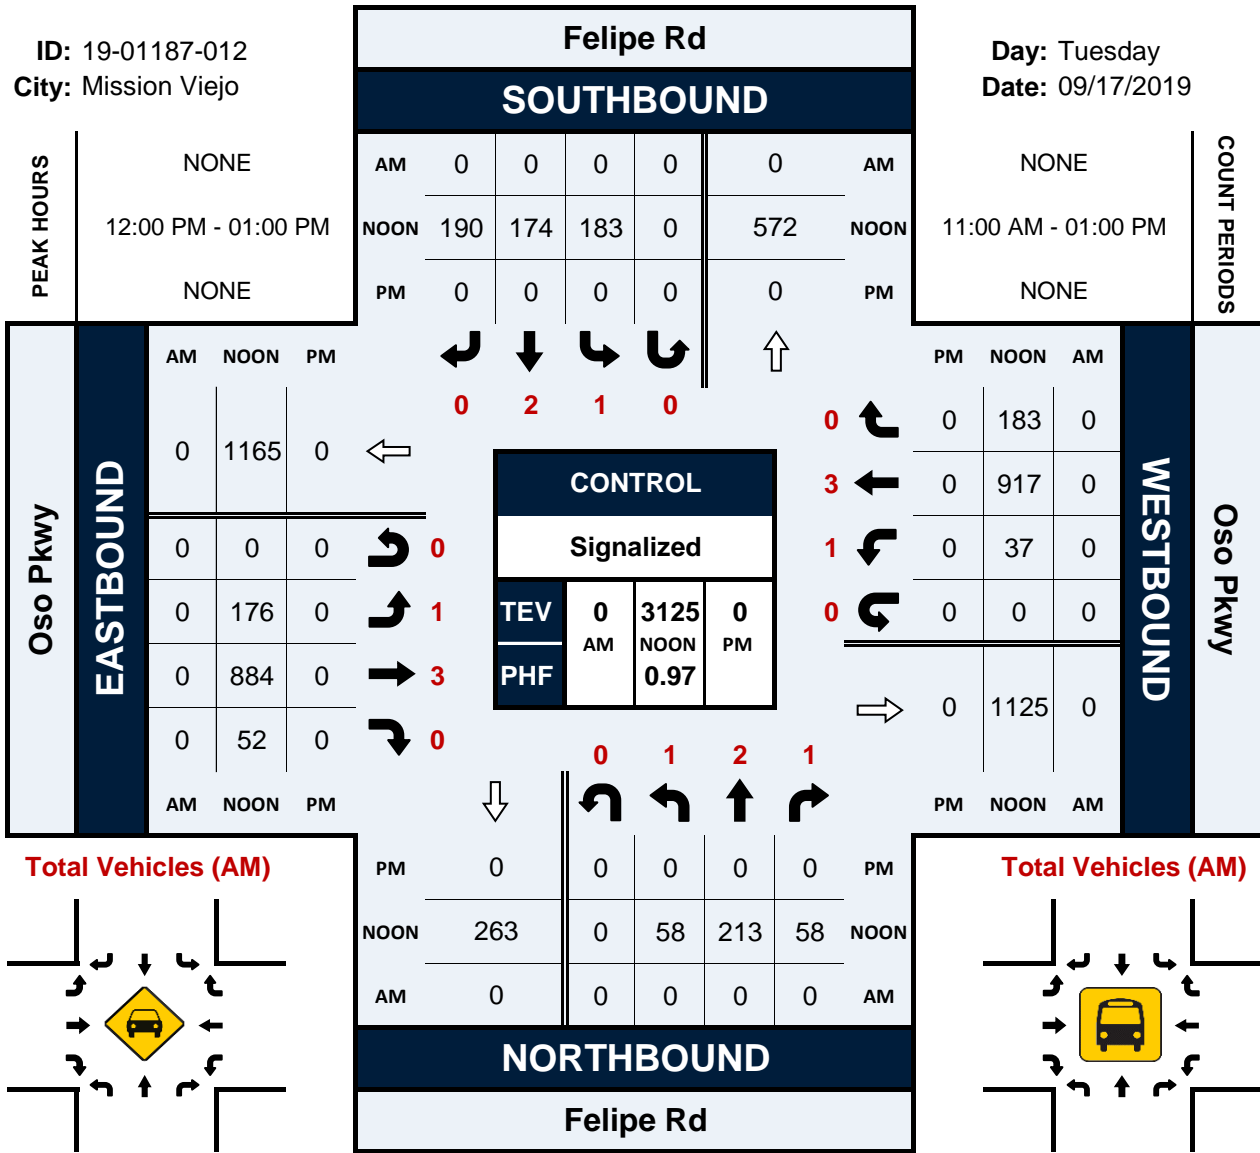 Felipe Rd
ID: 19-01187-012
Day: Tuesday
City: Mission Viejo
Date: 09/17/2019
SOUTHBOUND
PEAK HOURS
NONE
AM 0 0 0 0 0 AM
NONE
COUNT PERIODS
12:00 PM - 01:00 PM
NOON 190 174 183 0 572 NOON
11:00 AM - 01:00 PM
NONE
PM 0 0 0 0 0 PM
NONE
AM NOON PM
PM NOON AM
0 2 1 0
0 0 183 0
0 1165 0
3 0 917 0
CONTROL
Oso Pkwy
EASTBOUND
WESTBOUND
Oso Pkwy
0 0 0 0
Signalized
1 0 37 0
0 176 0 1
TEV 0 3125 0
AM NOON PM
PHF 0.97
0 0 0 0
0 884 0 3
0 1125 0
0 52 0 0
0 1 2 1
AM NOON PM
PM NOON AM
Total Vehicles (AM)
PM 0 0 0 0 0 PM
Total Vehicles (AM)
NOON 263 0 58 213 58 NOON
AM 0 0 0 0 0 AM
NORTHBOUND
Felipe Rd